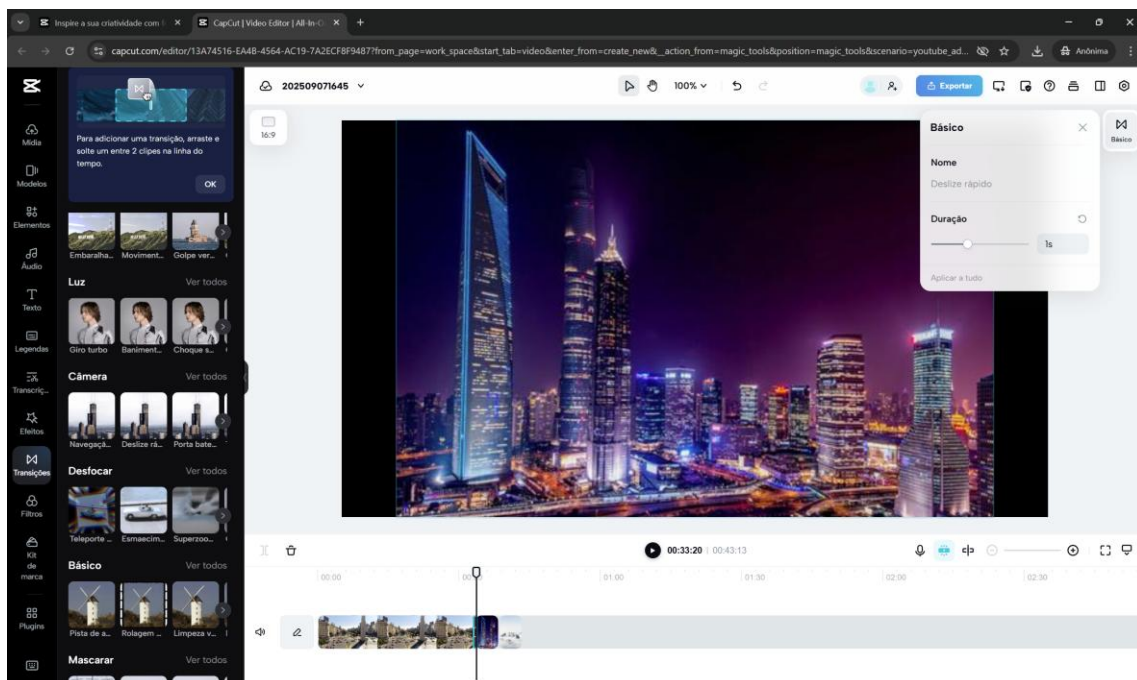 Inspire a sua criatividade com
CapCut | Video Editor | All-In-O
capcut.com/editor/13A74516-EA4B-4564-AC19-7A2ECF8F9487?from_page=work_space&start_tab=video&enter_from=create_new&__action_from=magic_tools&position=magic_tools&scenario=youtube_ad...
Anônima
Mídia
Modelos
Elementos
Áudio
Texto
Legendas
Transcriç...
Efeitos
Transições
Filtros
Kit
de
marca
Plugins
Para adicionar uma transição, arraste e
solte um entre 2 clipes na linha do
tempo.
OK
Embaralha... Moviment... Golpe ver...
Luz Ver todos
Giro turbo Baniment... Choque s...
Câmera Ver todos
Navegaçã... Deslize rá... Porta bate...
Desfocar Ver todos
Teleporte ... Esmaecim... Superzoo...
Básico Ver todos
Pista de a... Rolagem ... Limpeza v...
Mascarar Ver todos
202509071645
100%
Exportar
16:9
Básico
Nome
Deslize rápido
Duração
1s
Aplicar a tudo
Básico
00:33:20 | 00:43:13
00:00 01:00 01:30 02:00 02:30